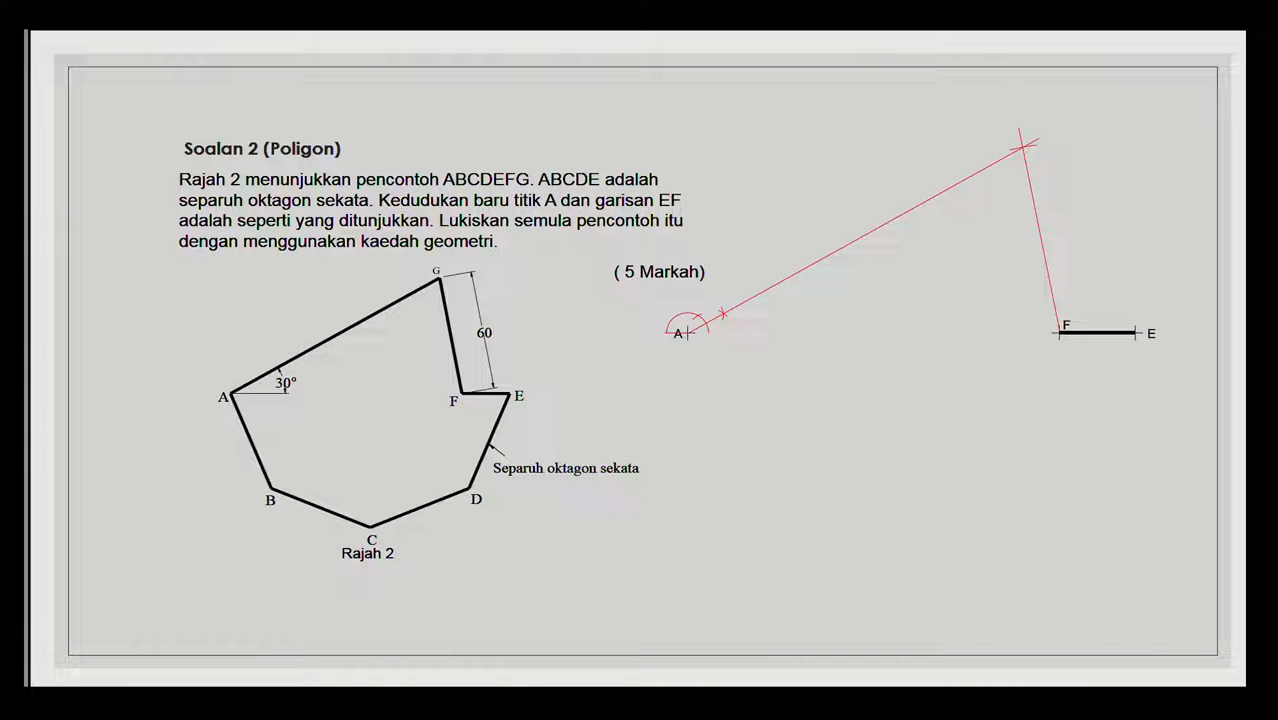 Soalan 2 (Poligon)
Rajah 2 menunjukkan pencontoh ABCDEFG. ABCDE adalah
separuh oktagon sekata. Kedudukan baru titik A dan garisan EF
adalah seperti yang ditunjukkan. Lukiskan semula pencontoh itu
dengan menggunakan kaedah geometri.
( 5 Markah)
G
60
30°
A
F
E
Separuh oktagon sekata
B
D
C
Rajah 2
A
F
E